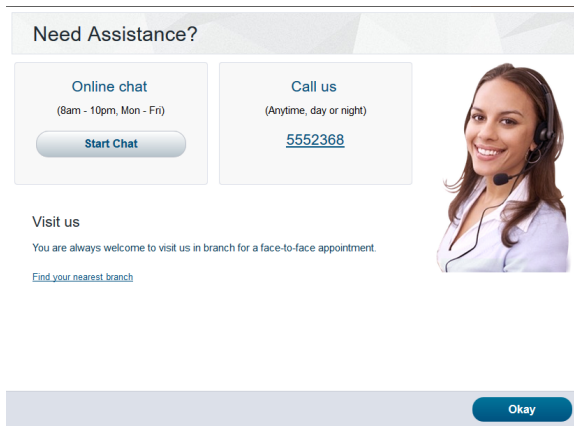 Need Assistance?
Online chat
(8am - 10pm, Mon - Fri)
Start Chat
Call us
(Anytime, day or night)
5552368
Visit us
You are always welcome to visit us in branch for a face-to-face appointment.
Find your nearest branch
Okay